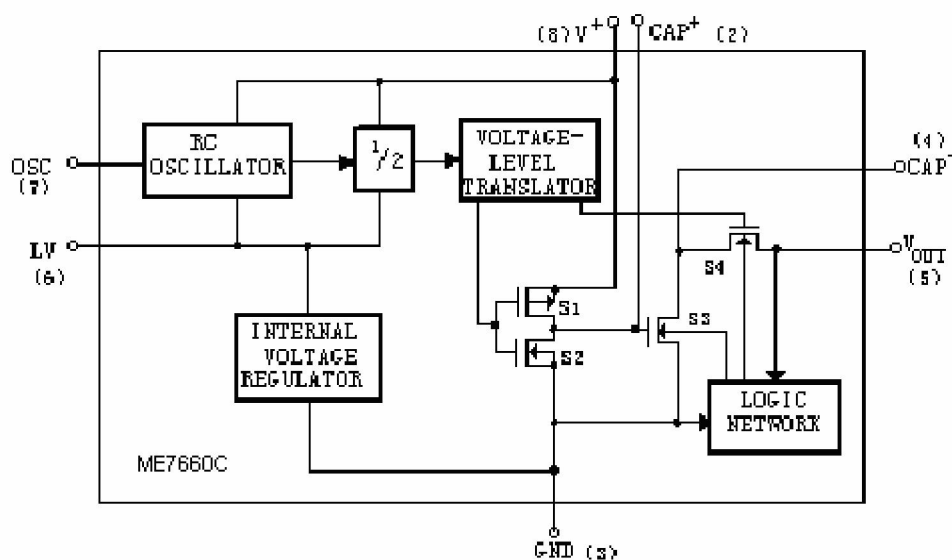 (8) V+ CAP+ (2)
RC
OSCILLATOR
1/2
VOLTAGE-
LEVEL
TRANSLATOR
OSC
(7)
(4)
CAP-
LV
(6)
S4
VOUT
(5)
S1
S3
S2
INTERNAL
VOLTAGE
REGULATOR
LOGIC
NETWORK
ME7660C
GND (3)